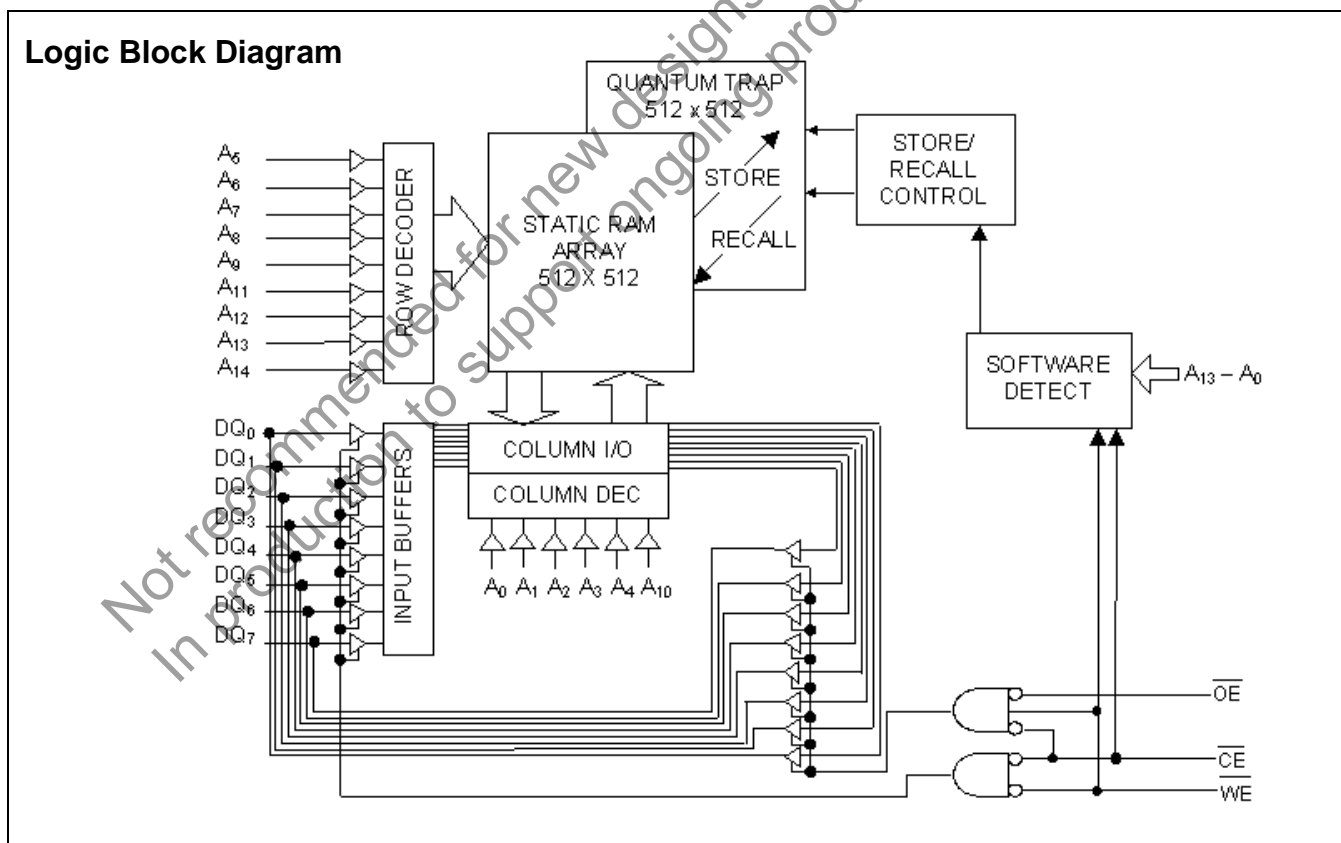 Logic Block Diagram
QUANTUM TRAP
512 x 512
STORE
RECALL
STORE/
RECALL
CONTROL
STATIC RAM
ARRAY
512 X 512
A5
A6
A7
A8
A9
A11
A12
A13
A14
ROW DECODER
SOFTWARE
DETECT
A13 – A0
DQ0
DQ1
DQ2
DQ3
DQ4
DQ5
DQ6
DQ7
INPUT BUFFERS
COLUMN I/O
COLUMN DEC
A0 A1 A2 A3 A4 A10
OE
CE
WE
Not recommended for new designs
In production to support ongoing